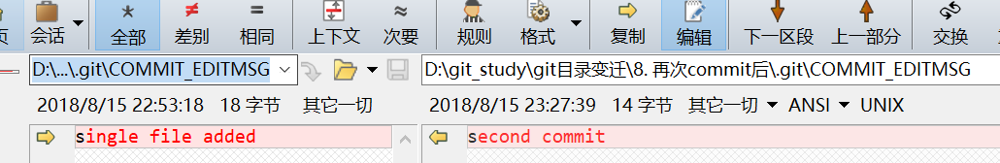 会话 全部 差别 相同 上下文 次要 规则 格式 复制 编辑 下一区段 上一部分 交换
D:\...\.git\COMMIT_EDITMSG D:\git_study\git目录变迁\8. 再次commit后\.git\COMMIT_EDITMSG
2018/8/15 22:53:18 18 字节 其它一切 2018/8/15 23:27:39 14 字节 其它一切 ANSI UNIX
single file added second commit